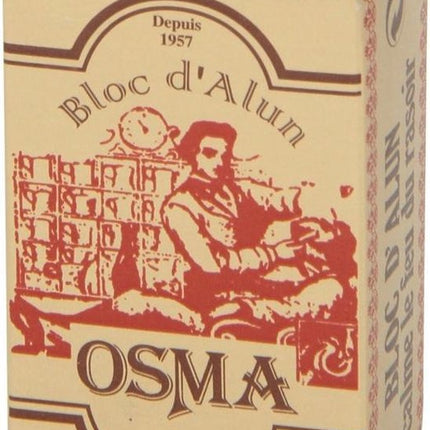 Depuis
1957
Bloc d'Alun
OSMA
BLOC D'ALUN
calme le feu du rasoir